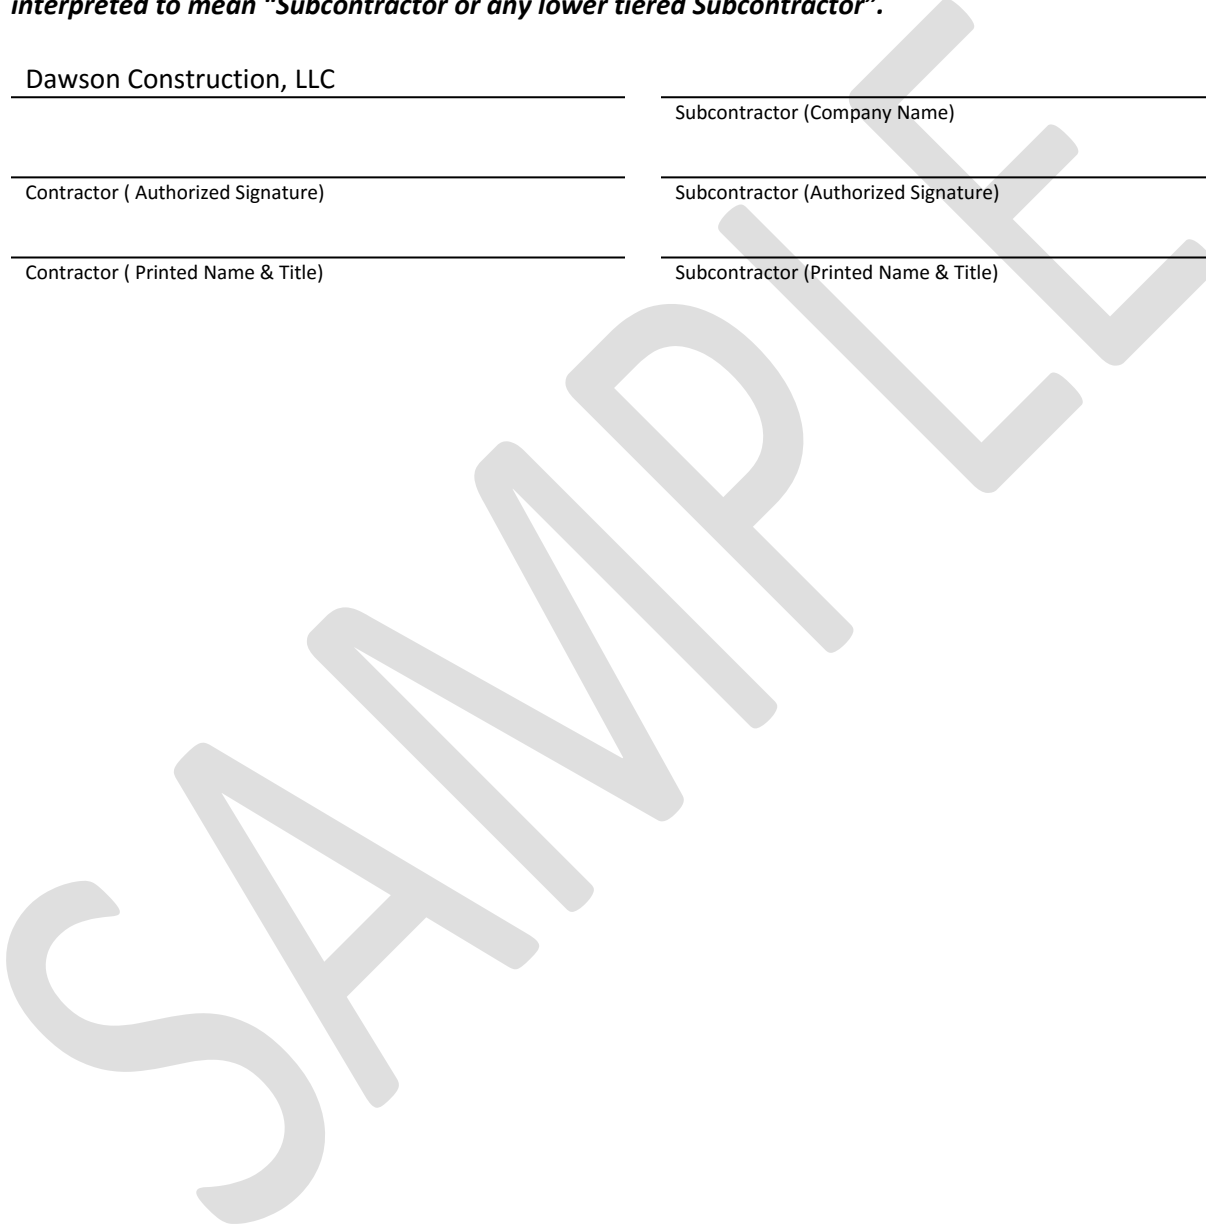 interpreted to mean "Subcontractor or any lower tiered Subcontractor".
Dawson Construction, LLC
Subcontractor (Company Name)
Contractor ( Authorized Signature)
Subcontractor (Authorized Signature)
Contractor ( Printed Name & Title)
Subcontractor (Printed Name & Title)
SAMPLE